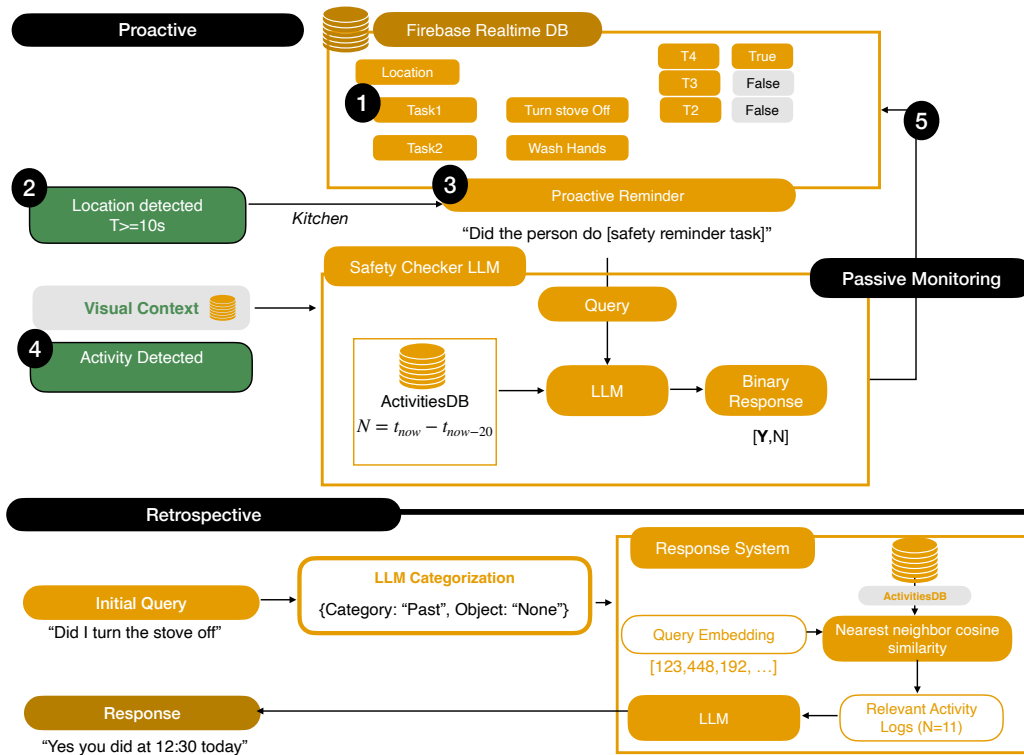 Proactive
Firebase Realtime DB
Location
1
Task1
Turn stove Off
Task2
Wash Hands
T4
True
T3
False
T2
False
5
2
Location detected
T>=10s
Kitchen
3
Proactive Reminder
“Did the person do [safety reminder task]”
Safety Checker LLM
Passive Monitoring
Visual Context
4
Activity Detected
Query
ActivitiesDB
N = tnow − tnow−20
LLM
Binary
Response
[Y,N]
Retrospective
Initial Query
“Did I turn the stove off”
LLM Categorization
{Category: “Past”, Object: “None”}
Response System
ActivitiesDB
Query Embedding
[123,448,192, …]
Nearest neighbor cosine
similarity
Relevant Activity
Logs (N=11)
LLM
Response
“Yes you did at 12:30 today”